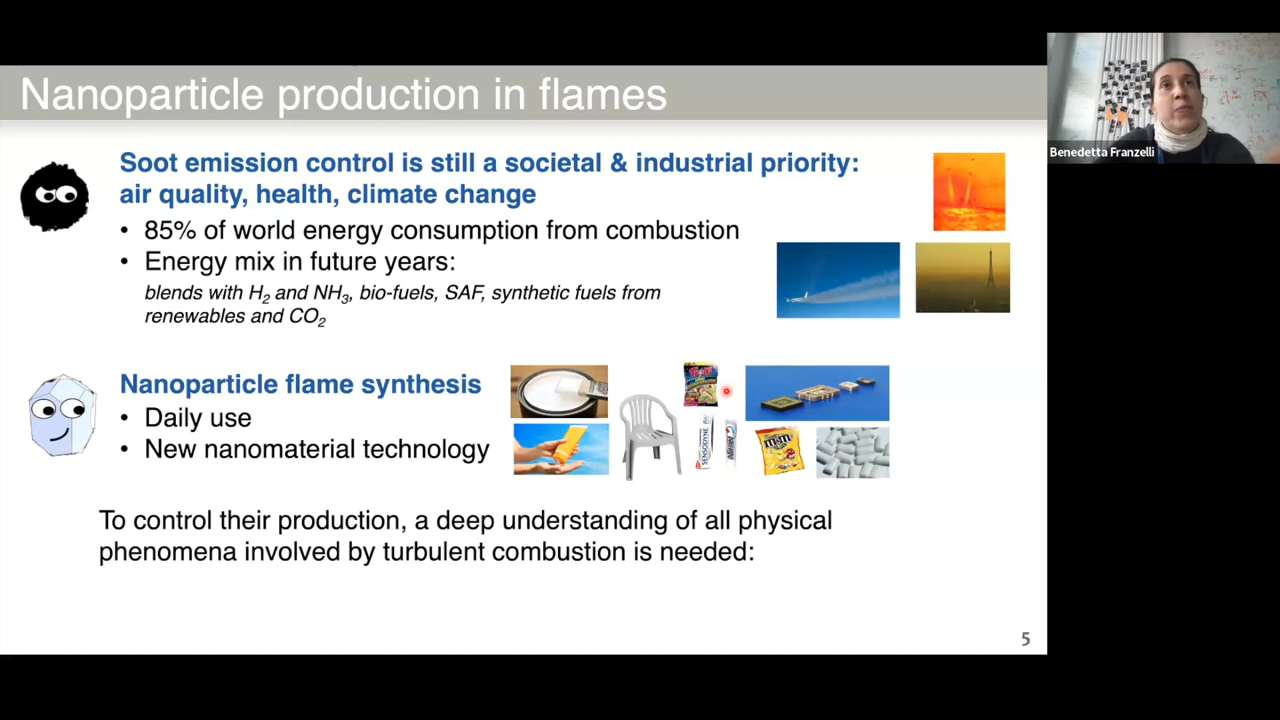 Nanoparticle production in flames
Benedetta Franzelli
Soot emission control is still a societal & industrial priority:
air quality, health, climate change
• 85% of world energy consumption from combustion
• Energy mix in future years:
blends with H₂ and NH₃, bio-fuels, SAF, synthetic fuels from
renewables and CO₂
Nanoparticle flame synthesis
• Daily use
• New nanomaterial technology
SENSODYNE
m&m's
To control their production, a deep understanding of all physical
phenomena involved by turbulent combustion is needed:
5